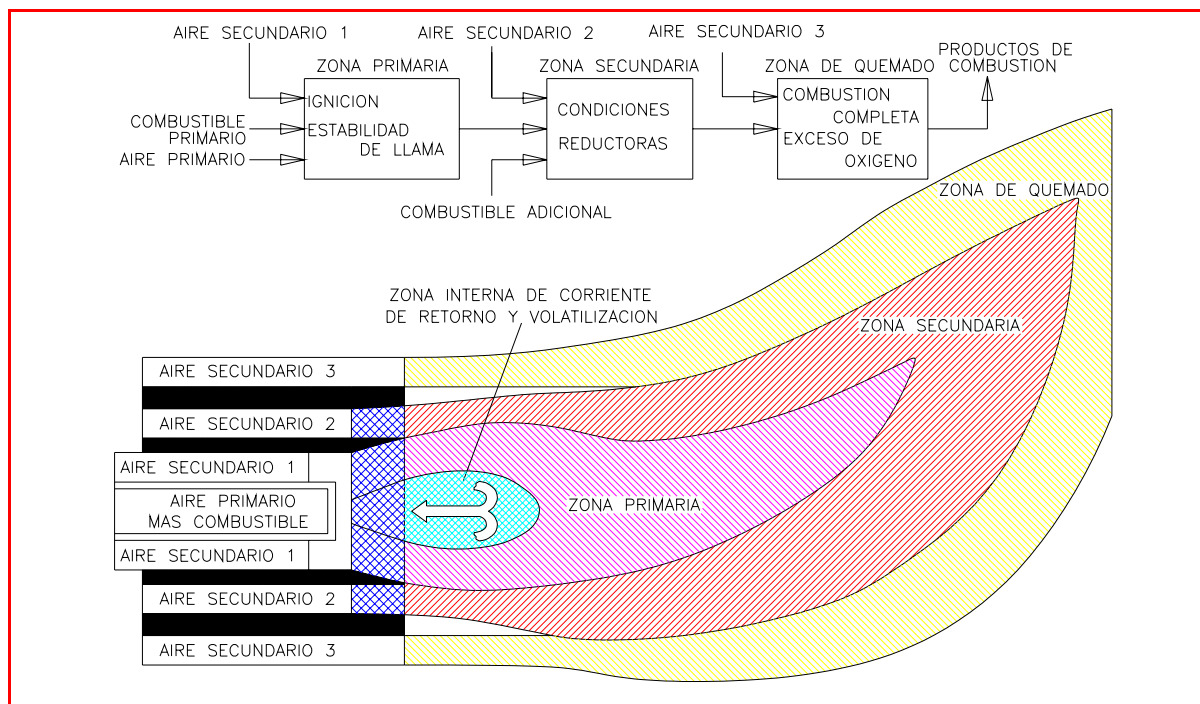 AIRE SECUNDARIO 1
AIRE SECUNDARIO 2
AIRE SECUNDARIO 3
PRODUCTOS DE
COMBUSTION
ZONA PRIMARIA
ZONA SECUNDARIA
ZONA DE QUEMADO
IGNICION
ESTABILIDAD
DE LLAMA
COMBUSTIBLE
PRIMARIO
AIRE PRIMARIO
CONDICIONES
REDUCTORAS
COMBUSTION
COMPLETA
EXCESO DE
OXIGENO
COMBUSTIBLE ADICIONAL
ZONA DE QUEMADO
ZONA INTERNA DE CORRIENTE
DE RETORNO Y VOLATILIZACION
ZONA SECUNDARIA
AIRE SECUNDARIO 3
AIRE SECUNDARIO 2
AIRE SECUNDARIO 1
AIRE PRIMARIO
MAS COMBUSTIBLE
ZONA PRIMARIA
AIRE SECUNDARIO 1
AIRE SECUNDARIO 2
AIRE SECUNDARIO 3